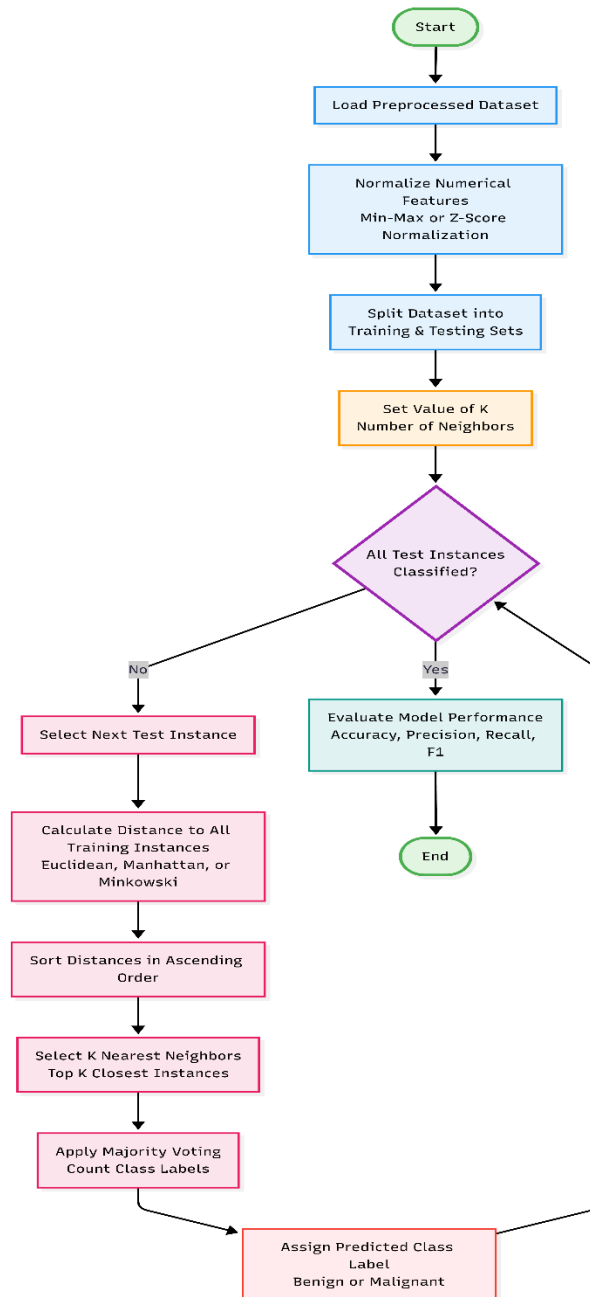 Start
Load Preprocessed Dataset
Normalize Numerical
Features
Min-Max or Z-Score
Normalization
Split Dataset into
Training & Testing Sets
Set Value of K
Number of Neighbors
All Test Instances
Classified?
No
Yes
Select Next Test Instance
Evaluate Model Performance
Accuracy, Precision, Recall,
F1
Calculate Distance to All
Training Instances
Euclidean, Manhattan, or
Minkowski
End
Sort Distances in Ascending
Order
Select K Nearest Neighbors
Top K Closest Instances
Apply Majority Voting
Count Class Labels
Assign Predicted Class
Label
Benign or Malignant